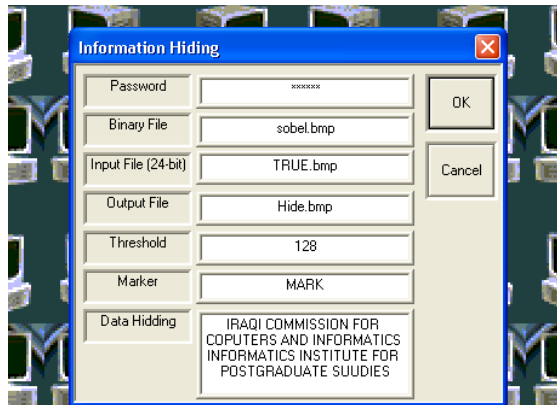 Information Hiding
Password
xxxxxx
OK
Binary File
sobel.bmp
Input File (24-bit)
TRUE.bmp
Cancel
Output File
Hide.bmp
Threshold
128
Marker
MARK
Data Hidding
IRAQI COMMISSION FOR
COPUTERS AND INFORMATICS
INFORMATICS INSTITUTE FOR
POSTGRADUATE SUUDIES